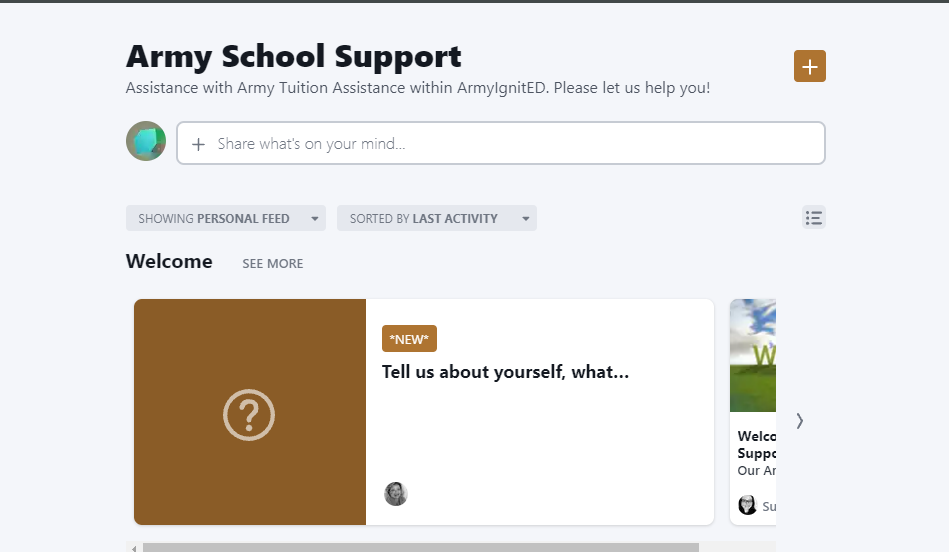 Army School Support
Assistance with Army Tuition Assistance within ArmyIgnitED. Please let us help you!
Share what's on your mind...
SHOWING PERSONAL FEED
SORTED BY LAST ACTIVITY
Welcome
SEE MORE
*NEW*
Tell us about yourself, what...
W
Welco
Suppo
Our Ar
Su